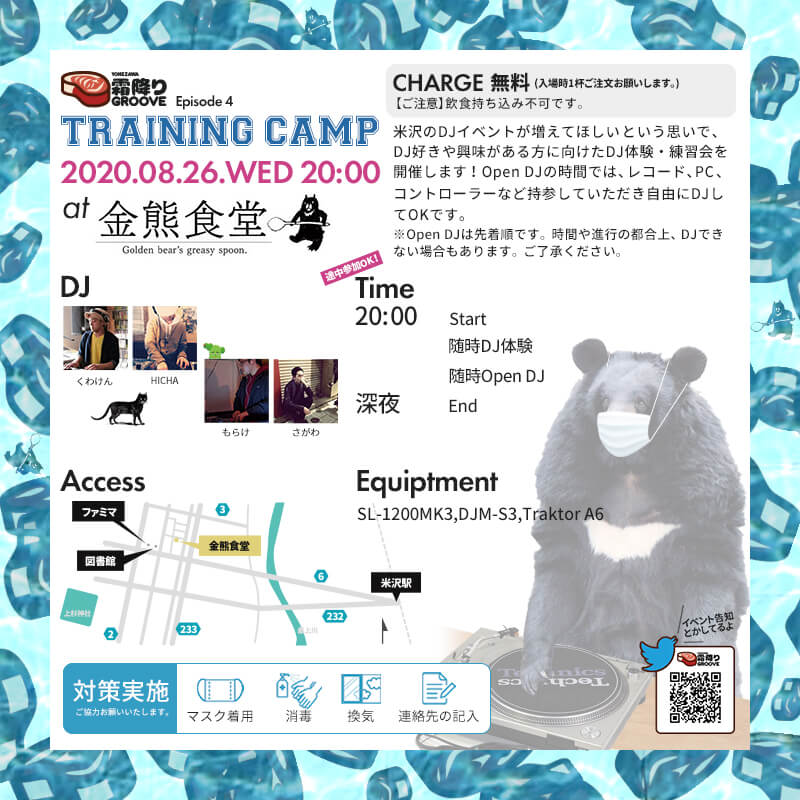 YONEZAWA
霜降り
GROOVE
Episode 4
TRAINING CAMP
2020.08.26.WED 20:00
at 金熊食堂
Golden bear's greasy spoon.
CHARGE 無料 (入場時1杯ご注文お願いします。)
【ご注意】飲食持ち込み不可です。
米沢のDJイベントが増えてほしいという思いで、
DJ好きや興味がある方に向けたDJ体験・練習会を
開催します！Open DJの時間では、レコード、PC、
コントローラーなど持参していただき自由にDJし
てOKです。
※Open DJは先着順です。時間や進行の都合上、DJでき
ない場合もあります。ご了承ください。
DJ
くわけん
HICHA
もらけ
さがわ
途中参加OK！
Time
20:00 Start
随時DJ体験
随時Open DJ
深夜 End
Access
ファミマ
図書館
金熊食堂
米沢駅
上杉神社
最上川
3
6
232
233
2
Equiptment
SL-1200MK3,DJM-S3,Traktor A6
Technics
Technics
イベント告知
とかしてるよ
霜降り
GROOVE
対策実施
ご協力お願いいたします。
マスク着用
消毒
換気
連絡先の記入